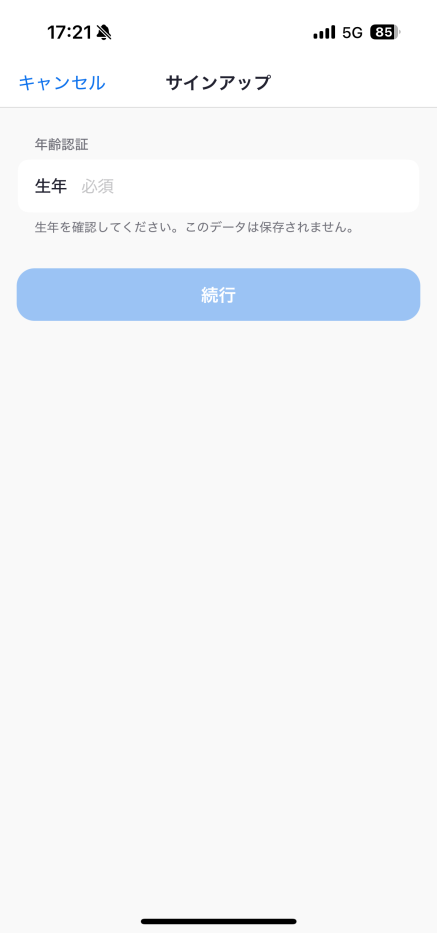 17:21 5G 85
キャンセル サインアップ
年齢認証
生年 必須
生年を確認してください。このデータは保存されません。
続行